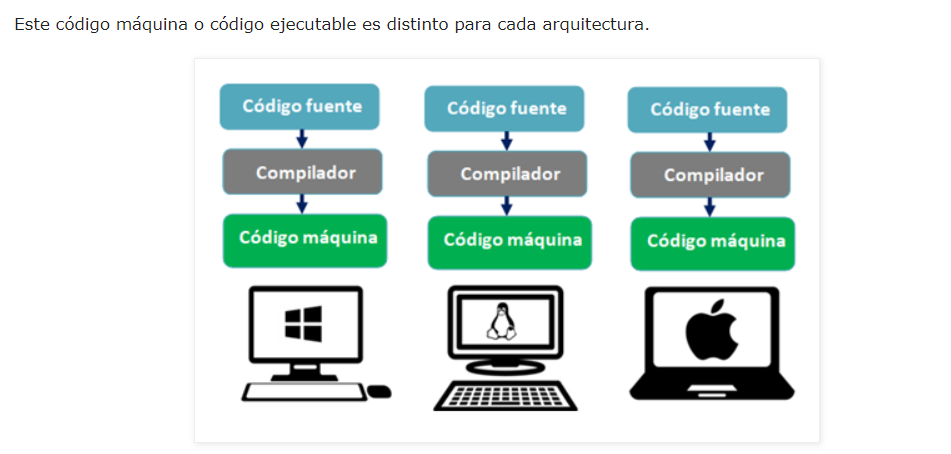 Este código máquina o código ejecutable es distinto para cada arquitectura.
Código fuente
Código fuente
Código fuente
Compilador
Compilador
Compilador
Código máquina
Código máquina
Código máquina